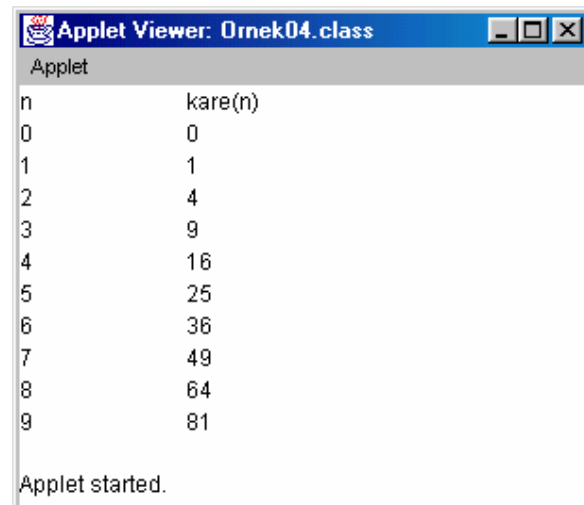 Applet Viewer: Ornek04.class
Applet
n kare(n)
0 0
1 1
2 4
3 9
4 16
5 25
6 36
7 49
8 64
9 81
Applet started.